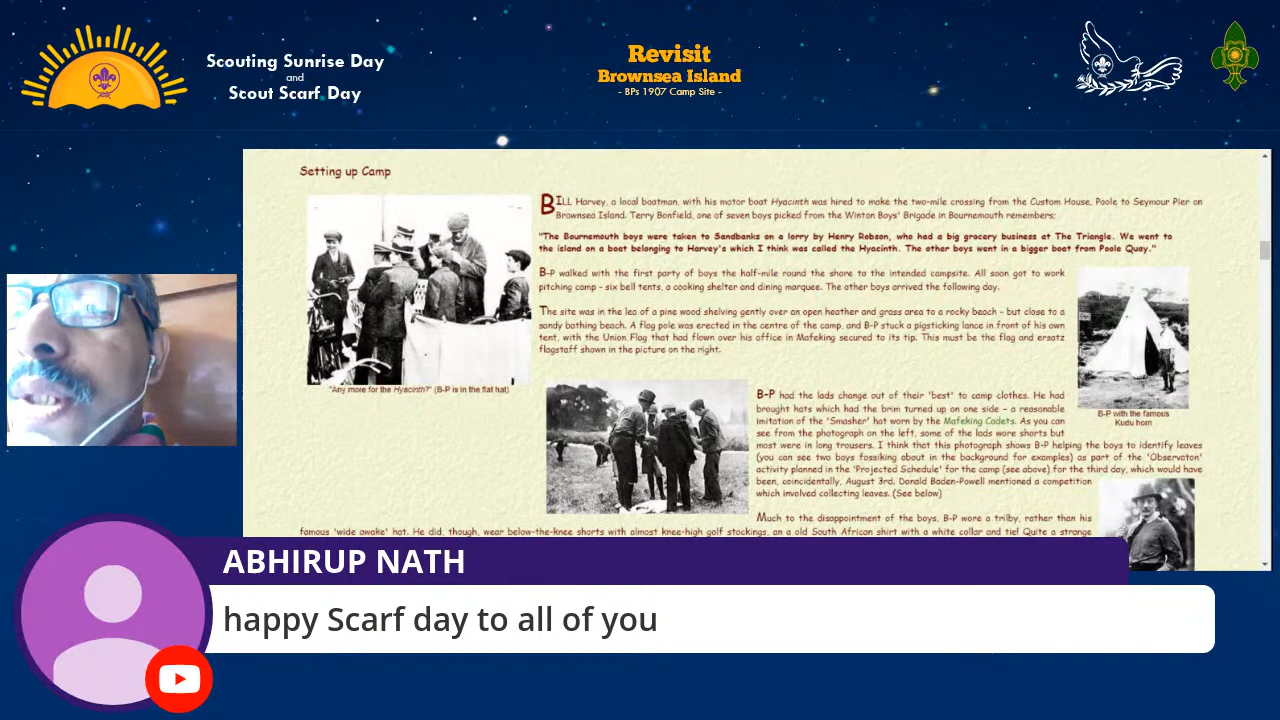 Scouting Sunrise Day
and
Scout Scarf Day
Revisit
Brownsea Island
- BPs 1907 Camp Site -
Setting up Camp
BILL Harvey, a local boatman, with his motor boat Hyacinth was hired to make the two-mile crossing from the Custom House, Poole to Seymour Pier on
Brownsea Island. Terry Bonfield, one of seven boys picked from the Winton Boys' Brigade in Bournemouth remembers;
"The Bournemouth boys were taken to Sandbanks on a lorry by Henry Robson, who had a big grocery business at The Triangle. We went to
the island on a boat belonging to Harvey's which I think was called the Hyacinth. The other boys went in a bigger boat from Poole Quay."
B-P walked with the first party of boys the half-mile round the shore to the intended campsite. All soon got to work
pitching camp - six bell tents, a cooking shelter and dining marquee. The other boys arrived the following day.
The site was in the lea of a pine wood shelving gently over an open heather and grass area to a rocky beach - but close to a
sandy bathing beach. A flag pole was erected in the centre of the camp, and B-P stuck a pigsticking lance in front of his own
tent, with the Union Flag that had flown over his office in Mafeking secured to its tip. This must be the flag and ersatz
flagstaff shown in the picture on the right.
"Any more for the Hyacinth?" (B-P is in the flat hat)
B-P with the famous
Kudu horn
B-P had the lads change out of their 'best' to camp clothes. He had
brought hats which had the brim turned up on one side - a reasonable
imitation of the 'Smasher' hat worn by the Mafeking Cadets. As you can
see from the photograph on the left, some of the lads wore shorts but
most were in long trousers. I think that this photograph shows B-P helping the boys to identify leaves
(you can see two boys fossiking about in the background for examples) as part of the 'Observaton'
activity planned in the 'Projected Schedule' for the camp (see above) for the third day, which would have
been, coincidentally, August 3rd. Donald Baden-Powell mentioned a competition
which involved collecting leaves. (See below)
Much to the disappointment of the boys, B-P wore a trilby, rather than his
famous 'wide awake' hat. He did, though, wear below-the-knee shorts with almost knee-high golf stockings, an a old South African shirt with a white collar and tie! Quite a strange
ABHIRUP NATH
happy Scarf day to all of you